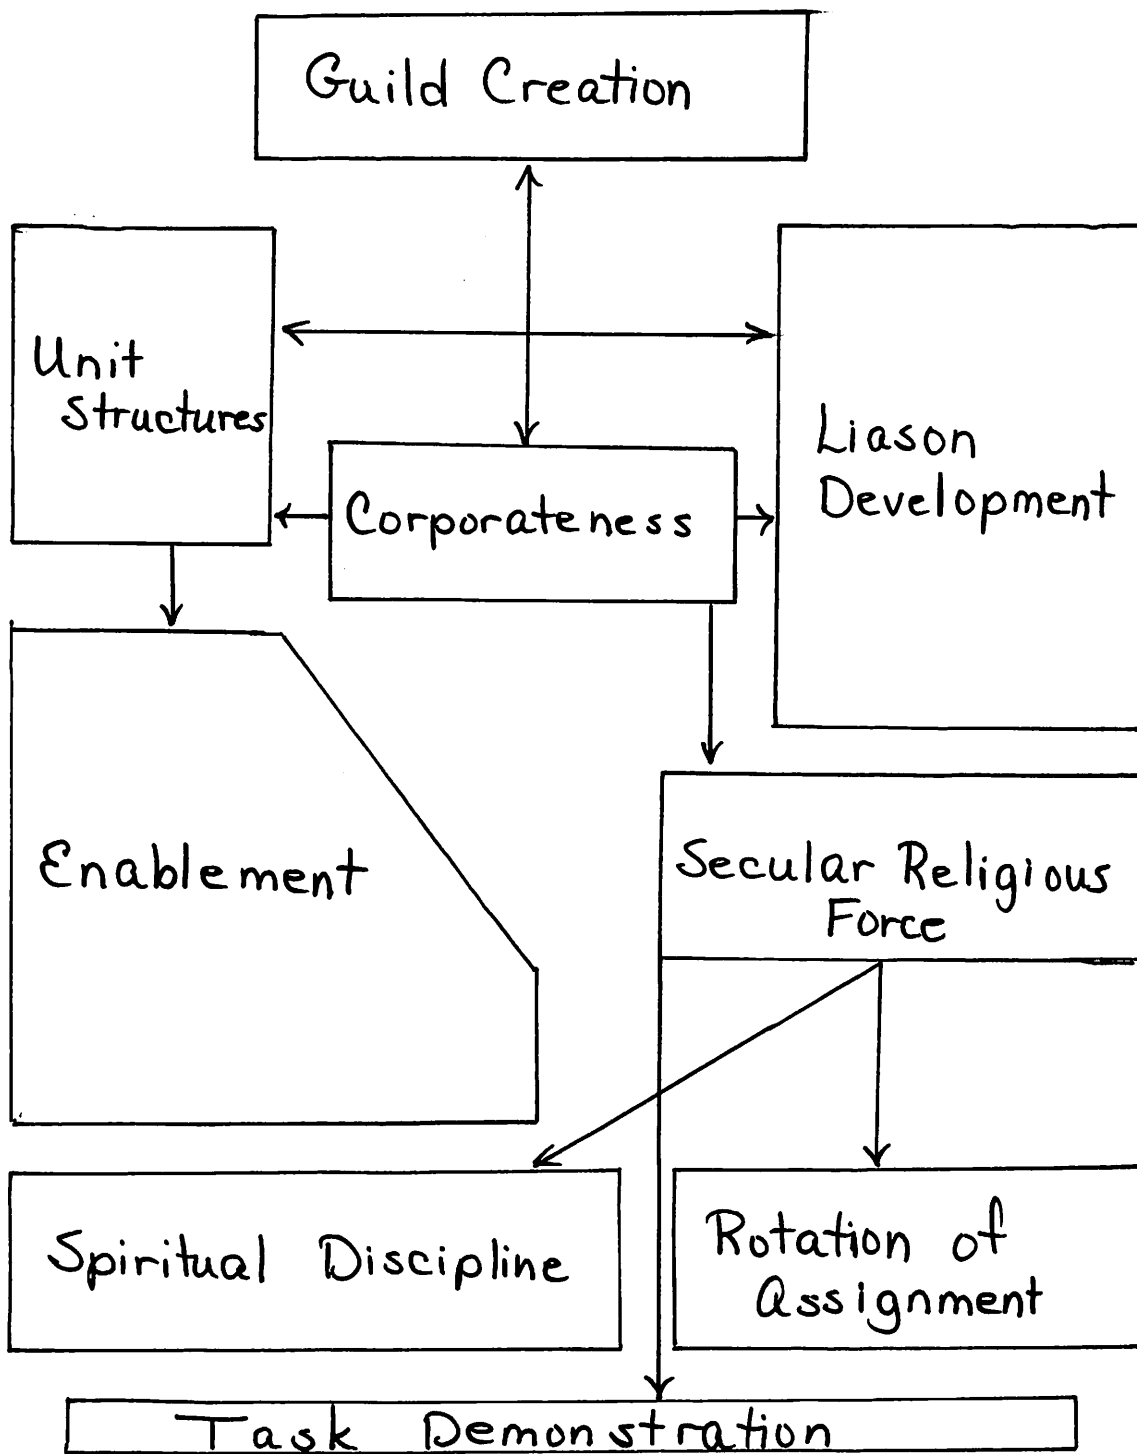 Guild Creation
Unit
Structures
Liason
Development
Corporateness
Enablement
Secular Religious
Force
Spiritual Discipline
Rotation of
Assignment
Task Demonstration